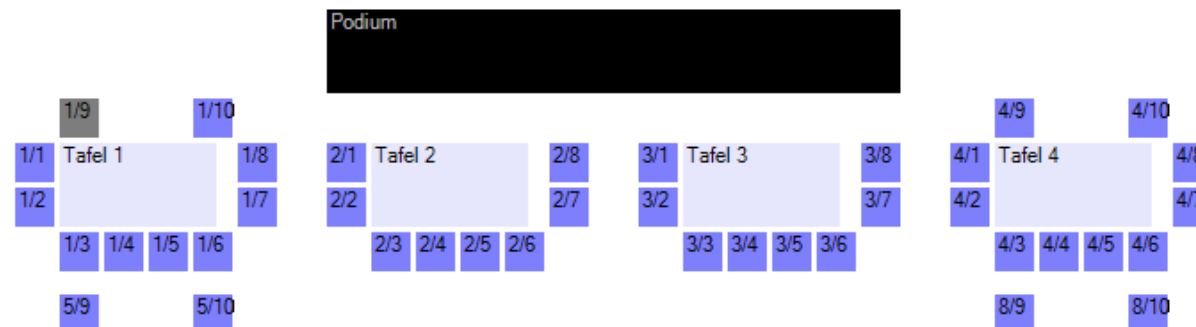 Podium
1/9 1/10 4/9 4/10
1/1 Tafel 1 1/8 2/1 Tafel 2 2/8 3/1 Tafel 3 3/8 4/1 Tafel 4 4/8
1/2 1/7 2/2 2/7 3/2 3/7 4/2 4/7
1/3 1/4 1/5 1/6 2/3 2/4 2/5 2/6 3/3 3/4 3/5 3/6 4/3 4/4 4/5 4/6
5/9 5/10 8/9 8/10